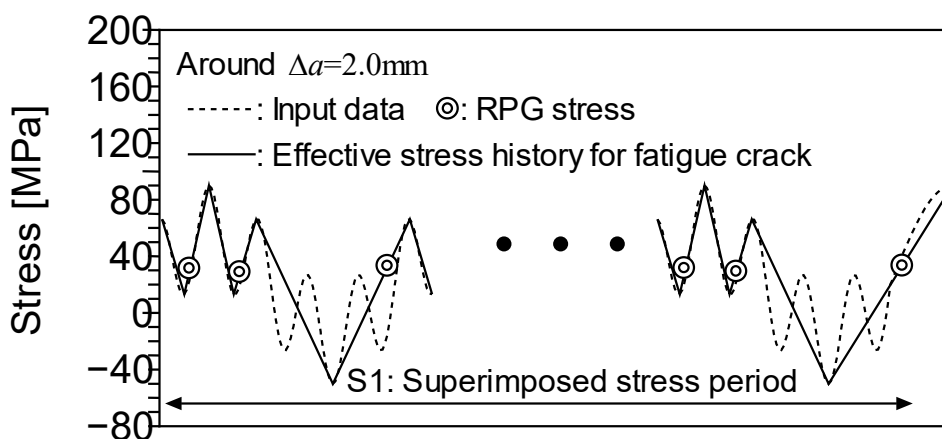 Stress [MPa]
200
160
120
80
40
0
−40
−80
Around Δa=2.0mm
: Input data : RPG stress
: Effective stress history for fatigue crack
S1: Superimposed stress period